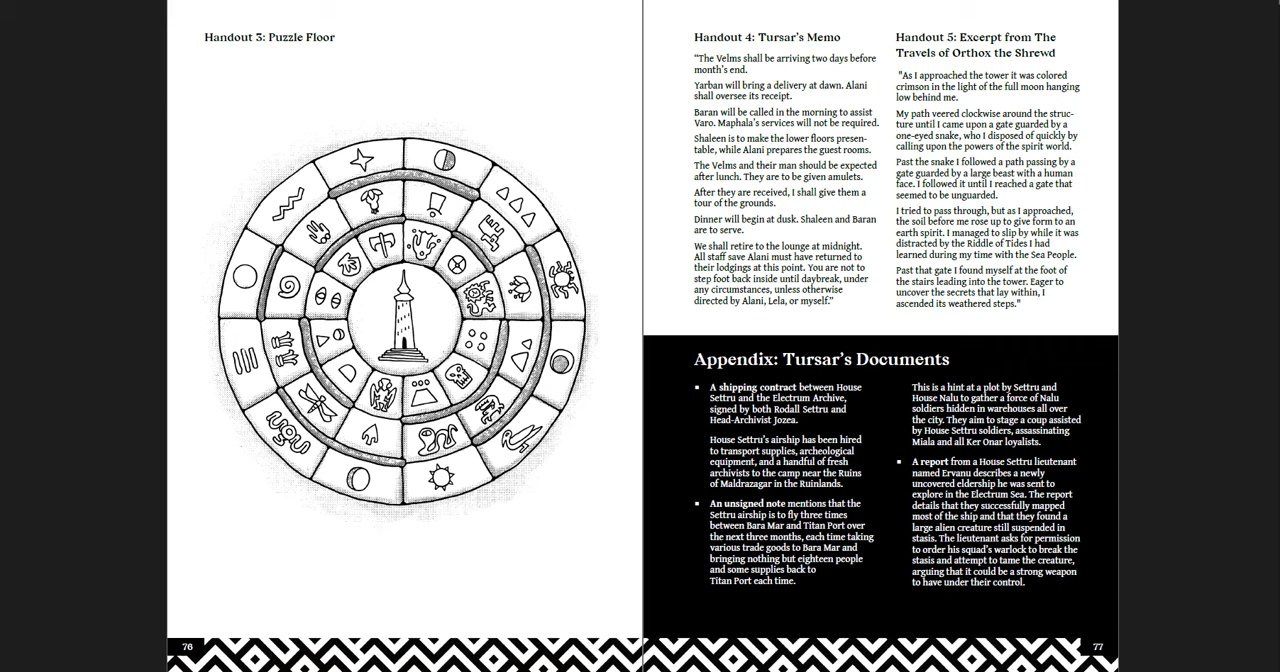 Handout 3: Puzzle Floor
76
Handout 4: Tursar's Memo
“The Velms shall be arriving two days before
month's end.
Yarban will bring a delivery at dawn. Alani
shall oversee its receipt.
Baran will be called in the morning to assist
Varo. Maphala's services will not be required.
Shaleen is to make the lower floors presen-
table, while Alani prepares the guest rooms.
The Velms and their man should be expected
after lunch. They are to be given amulets.
After they are received, I shall give them a
tour of the grounds.
Dinner will begin at dusk. Shaleen and Baran
are to serve.
We shall retire to the lounge at midnight.
All staff save Alani must have returned to
their lodgings at this point. You are not to
step foot back inside until daybreak, under
any circumstances, unless otherwise
directed by Alani, Lela, or myself.”
Handout 5: Excerpt from The
Travels of Orthox the Shrewd
"As I approached the tower it was colored
crimson in the light of the full moon hanging
low behind me.
My path veered clockwise around the struc-
ture until I came upon a gate guarded by a
one-eyed snake, who I disposed of quickly by
calling upon the powers of the spirit world.
Past the snake I followed a path passing by a
gate guarded by a large beast with a human
face. I followed it until I reached a gate that
seemed to be unguarded.
I tried to pass through, but as I approached,
the soil before me rose up to give form to an
earth spirit. I managed to slip by while it was
distracted by the Riddle of Tides I had
learned during my time with the Sea People.
Past that gate I found myself at the foot of
the stairs leading into the tower. Eager to
uncover the secrets that lay within, I
ascended its weathered steps."
Appendix: Tursar's Documents
▪ A shipping contract between House
Settru and the Electrum Archive,
signed by both Rodall Settru and
Head-Archivist Jozea.
House Settru's airship has been hired
to transport supplies, archeological
equipment, and a handful of fresh
archivists to the camp near the Ruins
of Maldrazagar in the Ruinlands.
▪ An unsigned note mentions that the
Settru airship is to fly three times
between Bara Mar and Titan Port over
the next three months, each time taking
various trade goods to Bara Mar and
bringing nothing but eighteen people
and some supplies back to
Titan Port each time.
This is a hint at a plot by Settru and
House Nalu to gather a force of Nalu
soldiers hidden in warehouses all over
the city. They aim to stage a coup assisted
by House Settru soldiers, assassinating
Miala and all Ker Onar loyalists.
▪ A report from a House Settru lieutenant
named Ervanu describes a newly
uncovered eldership he was sent to
explore in the Electrum Sea. The report
details that they successfully mapped
most of the ship and that they found a
large alien creature still suspended in
stasis. The lieutenant asks for permission
to order his squad's warlock to break the
stasis and attempt to tame the creature,
arguing that it could be a strong weapon
to have under their control.
77